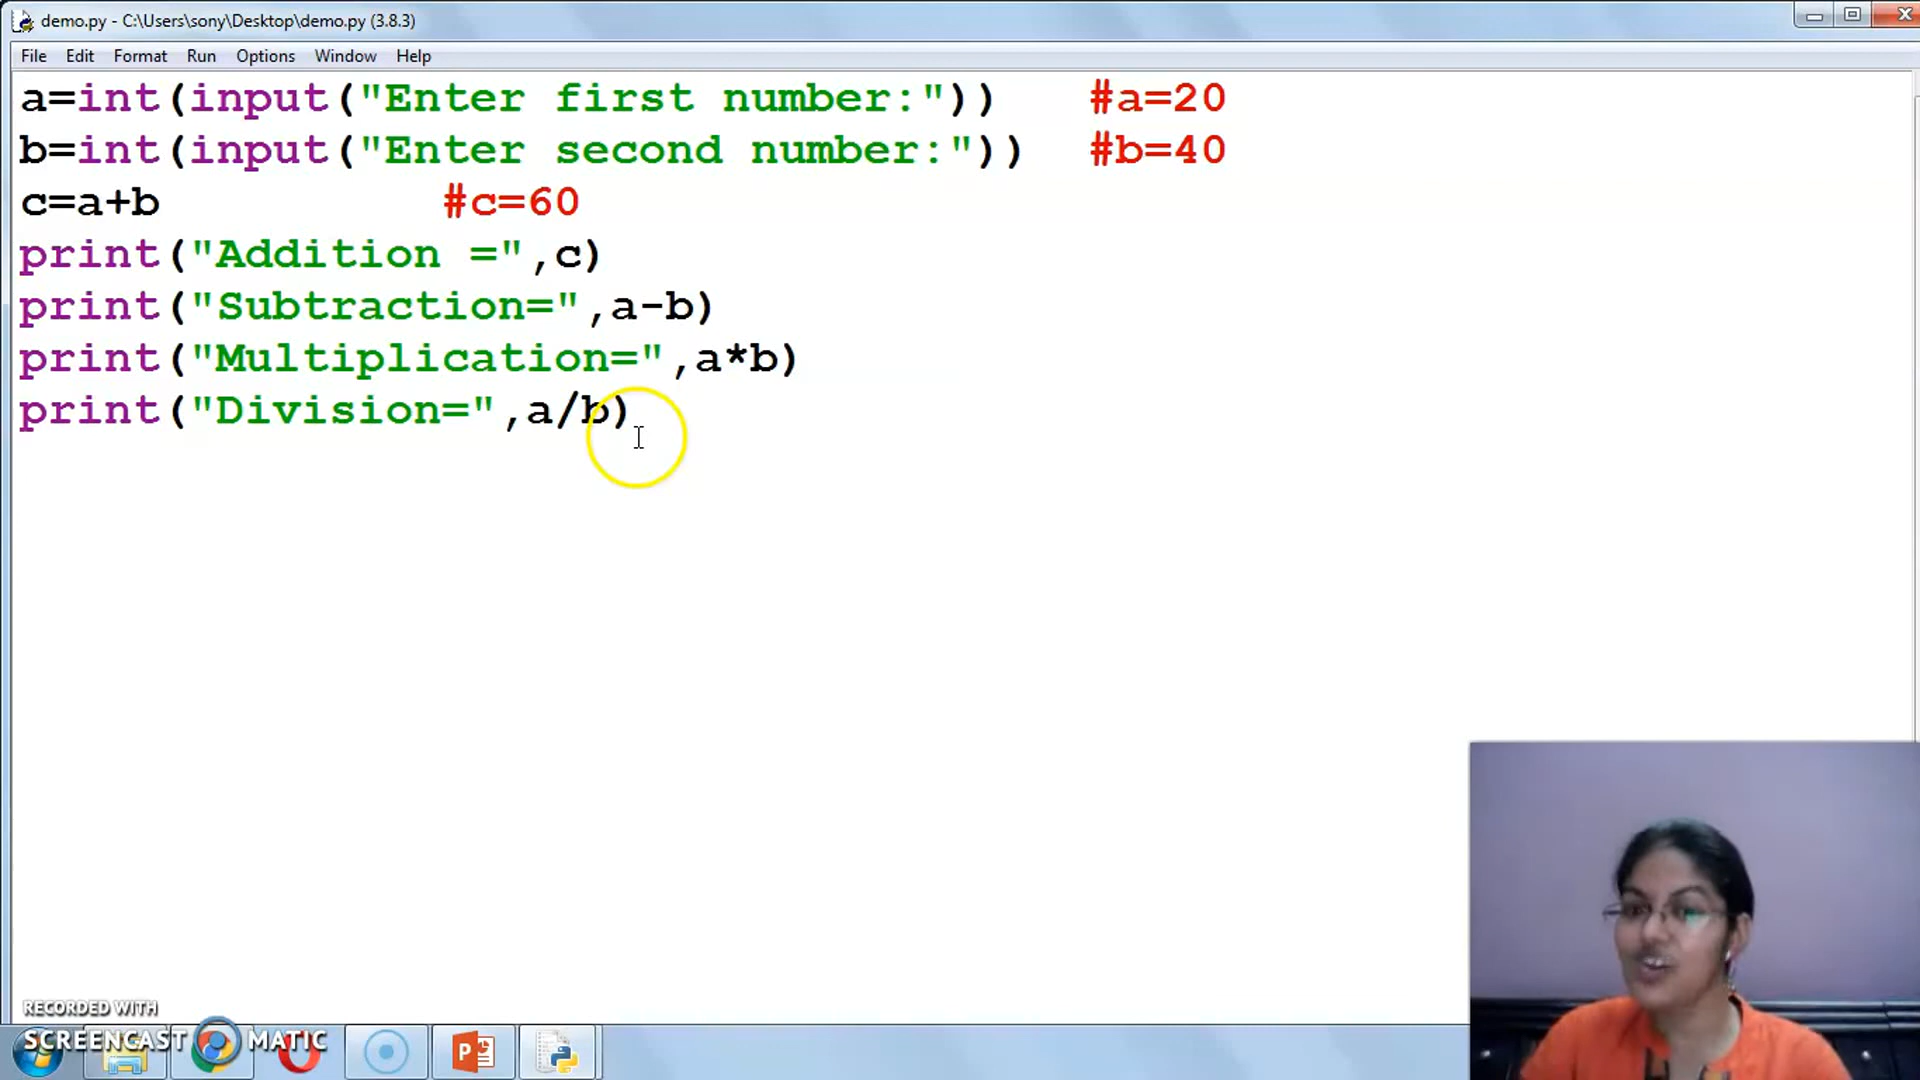 demo.py - C:\Users\sony\Desktop\demo.py (3.8.3)
File Edit Format Run Options Window Help
a=int(input("Enter first number:")) #a=20
b=int(input("Enter second number:")) #b=40
c=a+b #c=60
print("Addition =",c)
print("Subtraction=",a-b)
print("Multiplication=",a*b)
print("Division=",a/b)
RECORDED WITH
SCREENCAST MATIC
P